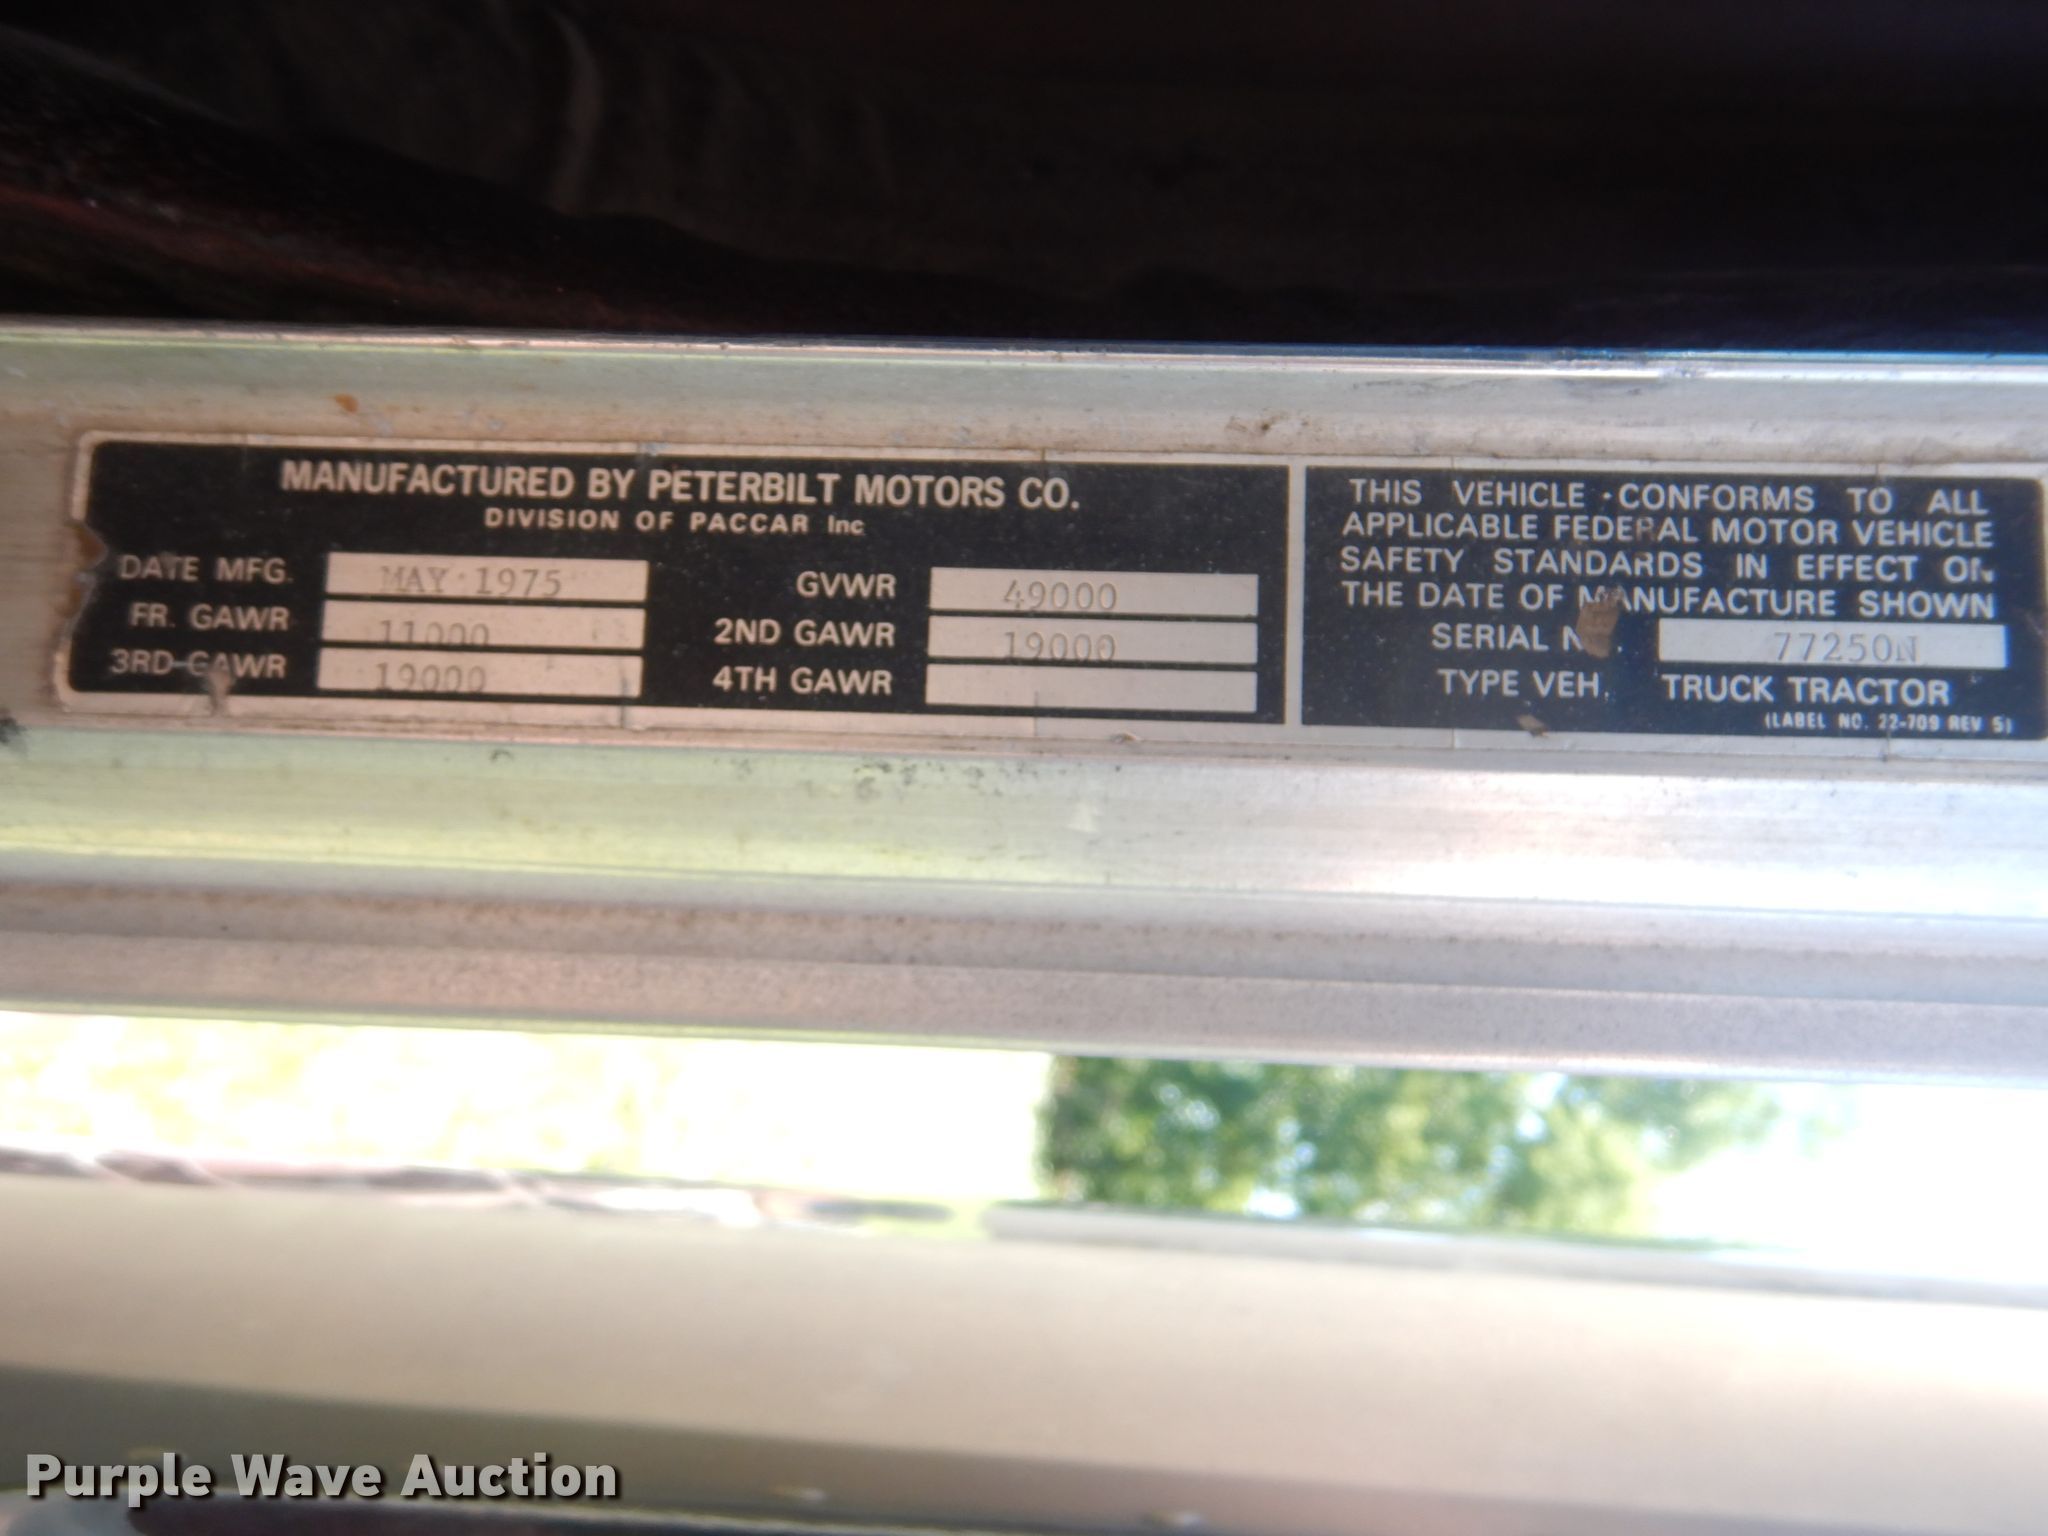 MANUFACTURED BY PETERBILT MOTORS CO.
DIVISION OF PACCAR Inc
DATE MFG. MAY 1975 GVWR 49000
FR. GAWR 11000 2ND GAWR 19000
3RD GAWR 19000 4TH GAWR
THIS VEHICLE CONFORMS TO ALL
APPLICABLE FEDERAL MOTOR VEHICLE
SAFETY STANDARDS IN EFFECT ON
THE DATE OF MANUFACTURE SHOWN
SERIAL NO. 77250N
TYPE VEH. TRUCK TRACTOR
(LABEL NO. 22-709 REV 5)
Purple Wave Auction